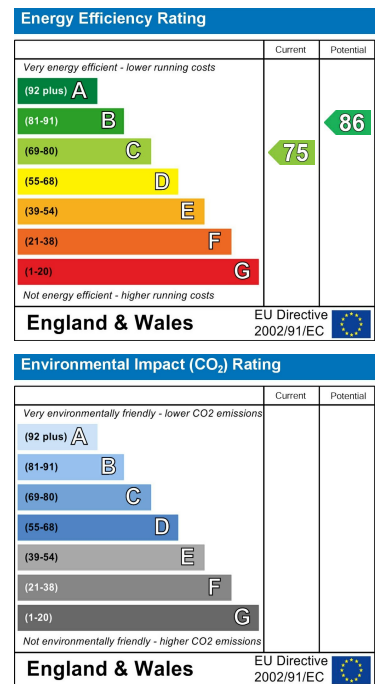 Energy Efficiency Rating
Current Potential
Very energy efficient - lower running costs
(92 plus) A
(81-91) B 86
(69-80) C 75
(55-68) D
(39-54) E
(21-38) F
(1-20) G
Not energy efficient - higher running costs
England & Wales EU Directive
2002/91/EC
Environmental Impact (CO2) Rating
Current Potential
Very environmentally friendly - lower CO2 emissions
(92 plus) A
(81-91) B
(69-80) C
(55-68) D
(39-54) E
(21-38) F
(1-20) G
Not environmentally friendly - higher CO2 emissions
England & Wales EU Directive
2002/91/EC